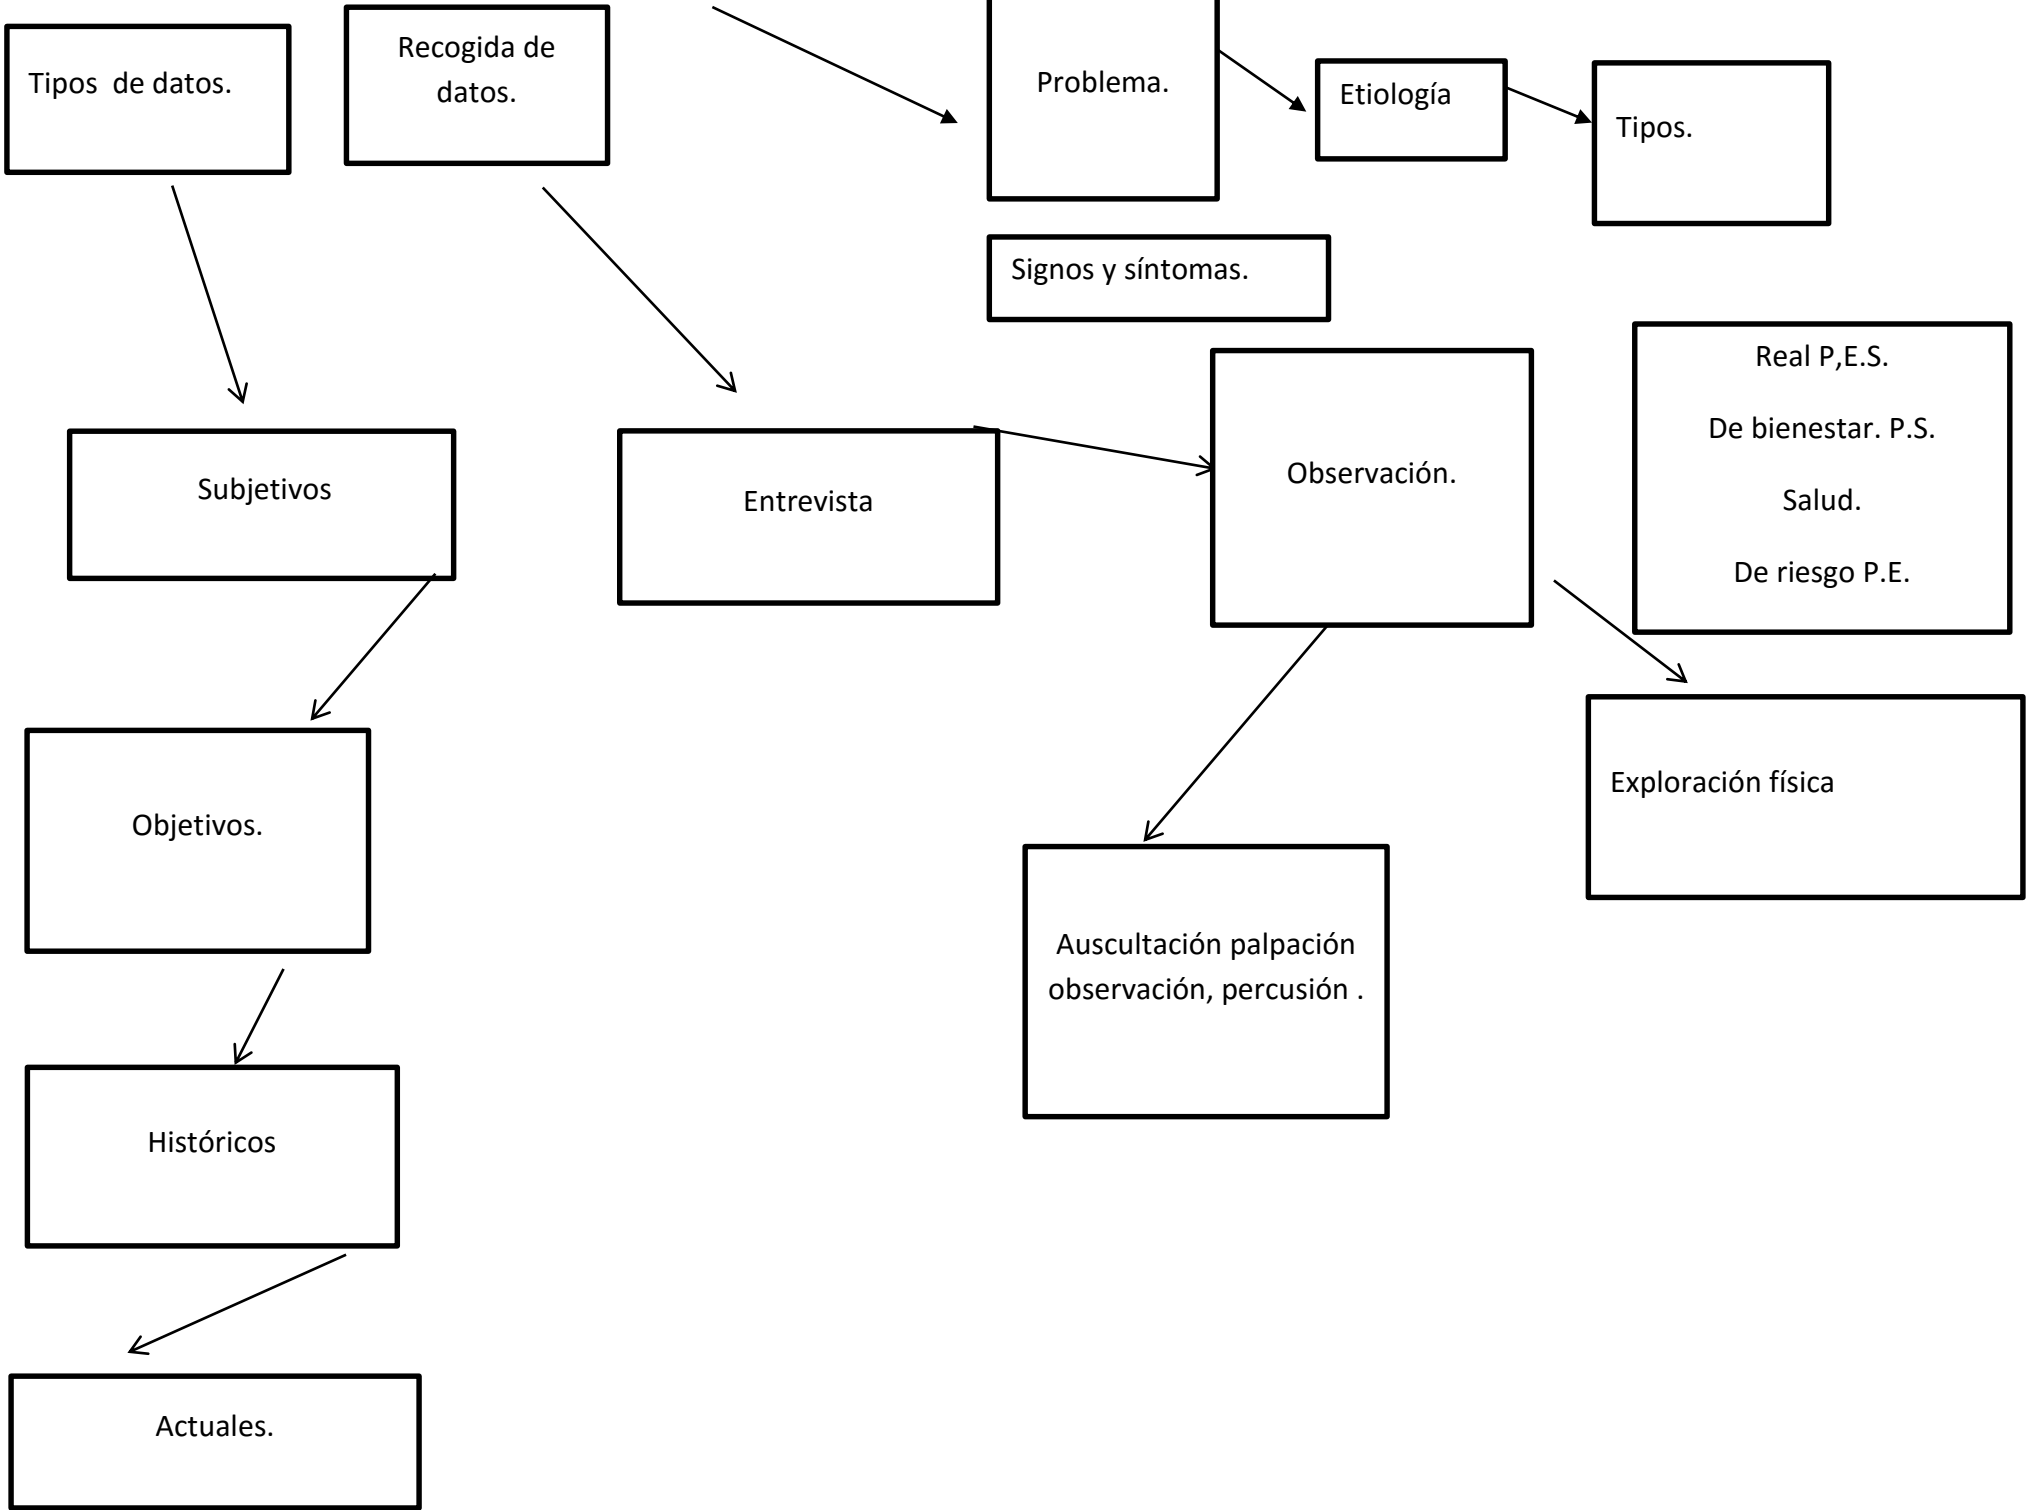 Tipos  de datos.
Recogida de
datos.
Problema.
Etiología
Tipos.
Signos y síntomas.
Real P,E.S.
De bienestar. P.S.
Salud.
De riesgo P.E.
Subjetivos
Entrevista
Observación.
Objetivos.
Exploración física
Auscultación palpación
observación, percusión .
Históricos
Actuales.